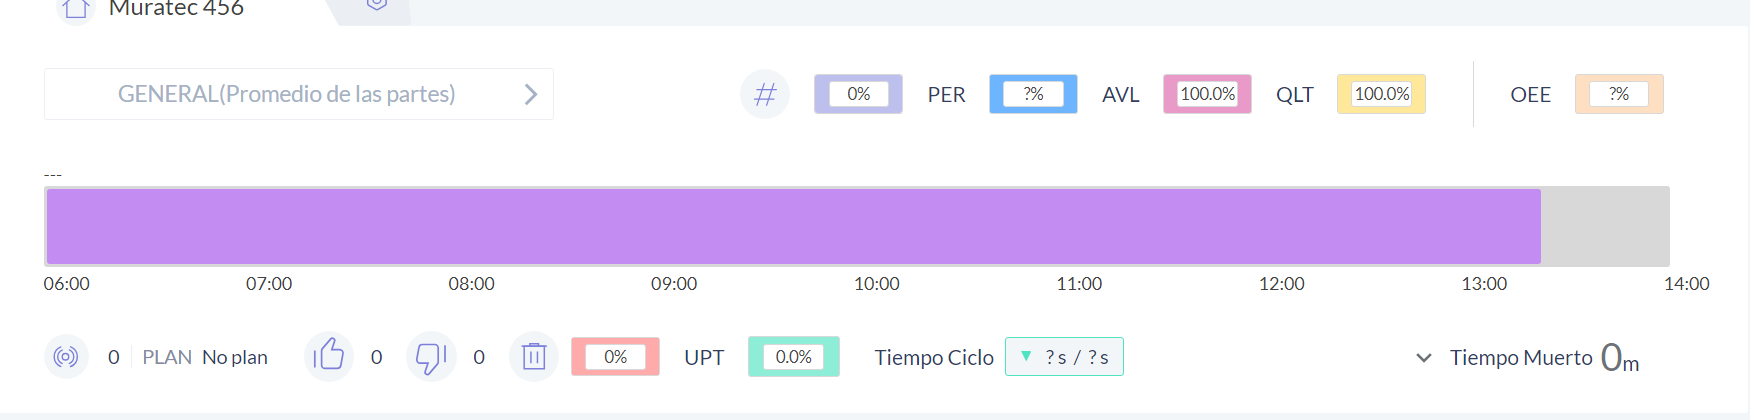 Muratec 456
GENERAL(Promedio de las partes)
# 0% PER ?% AVL 100.0% QLT 100.0% OEE ?%
---
06:00 07:00 08:00 09:00 10:00 11:00 12:00 13:00 14:00
0 PLAN No plan 0 0 0% UPT 0.0% Tiempo Ciclo ▼ ?s / ?s Tiempo Muerto 0m